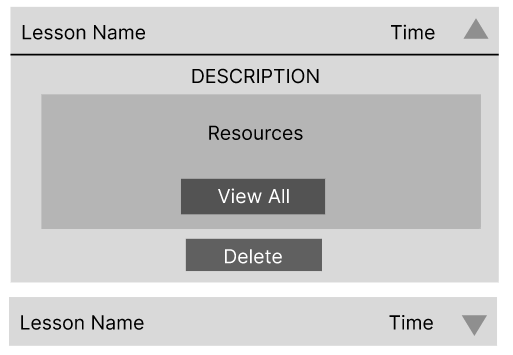 Lesson Name Time
DESCRIPTION
Resources
View All
Delete
Lesson Name Time